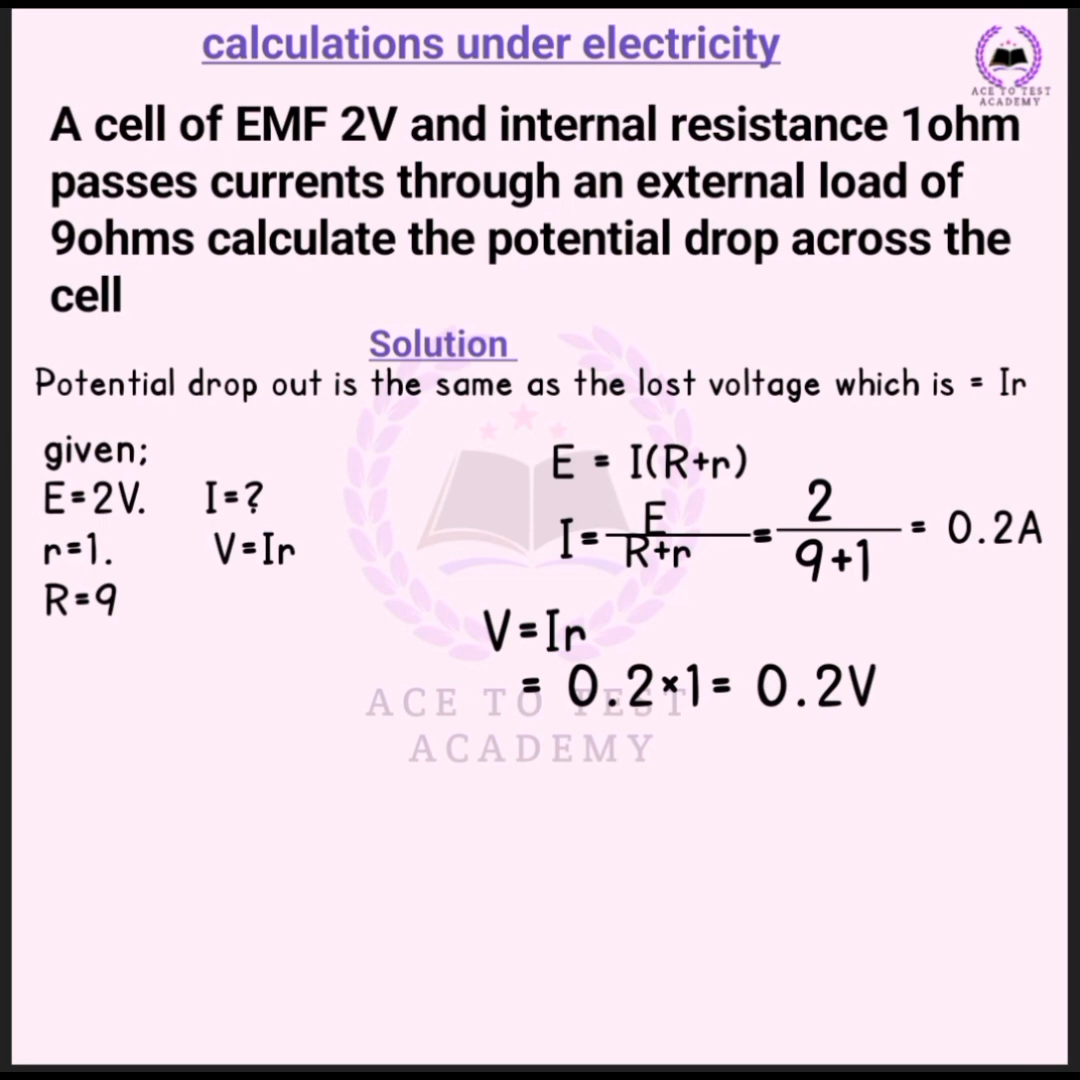 calculations under electricity
ACE TO TEST
ACADEMY
A cell of EMF 2V and internal resistance 1ohm
passes currents through an external load of
9ohms calculate the potential drop across the
cell
Solution
Potential drop out is the same as the lost voltage which is = Ir
given;
E=2V. I=?
r=1. V=Ir
R=9
E = I(R+r)
I= E/R+r = 2/9+1 = 0.2A
V=Ir
= 0.2×1= 0.2V
ACE TO TEST
ACADEMY